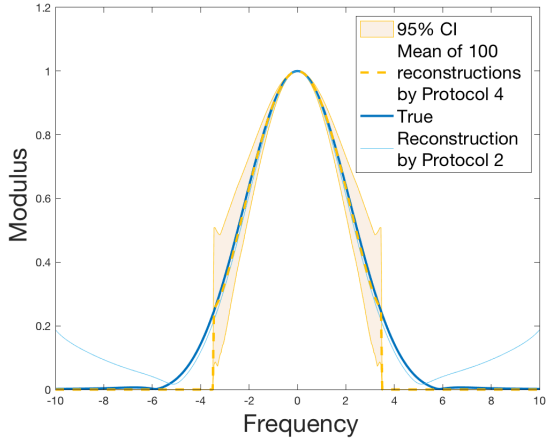 1.2
1
0.8
0.6
0.4
0.2
0
Modulus
95% CI
Mean of 100
reconstructions
by Protocol 4
True
Reconstruction
by Protocol 2
-10 -8 -6 -4 -2 0 2 4 6 8 10
Frequency